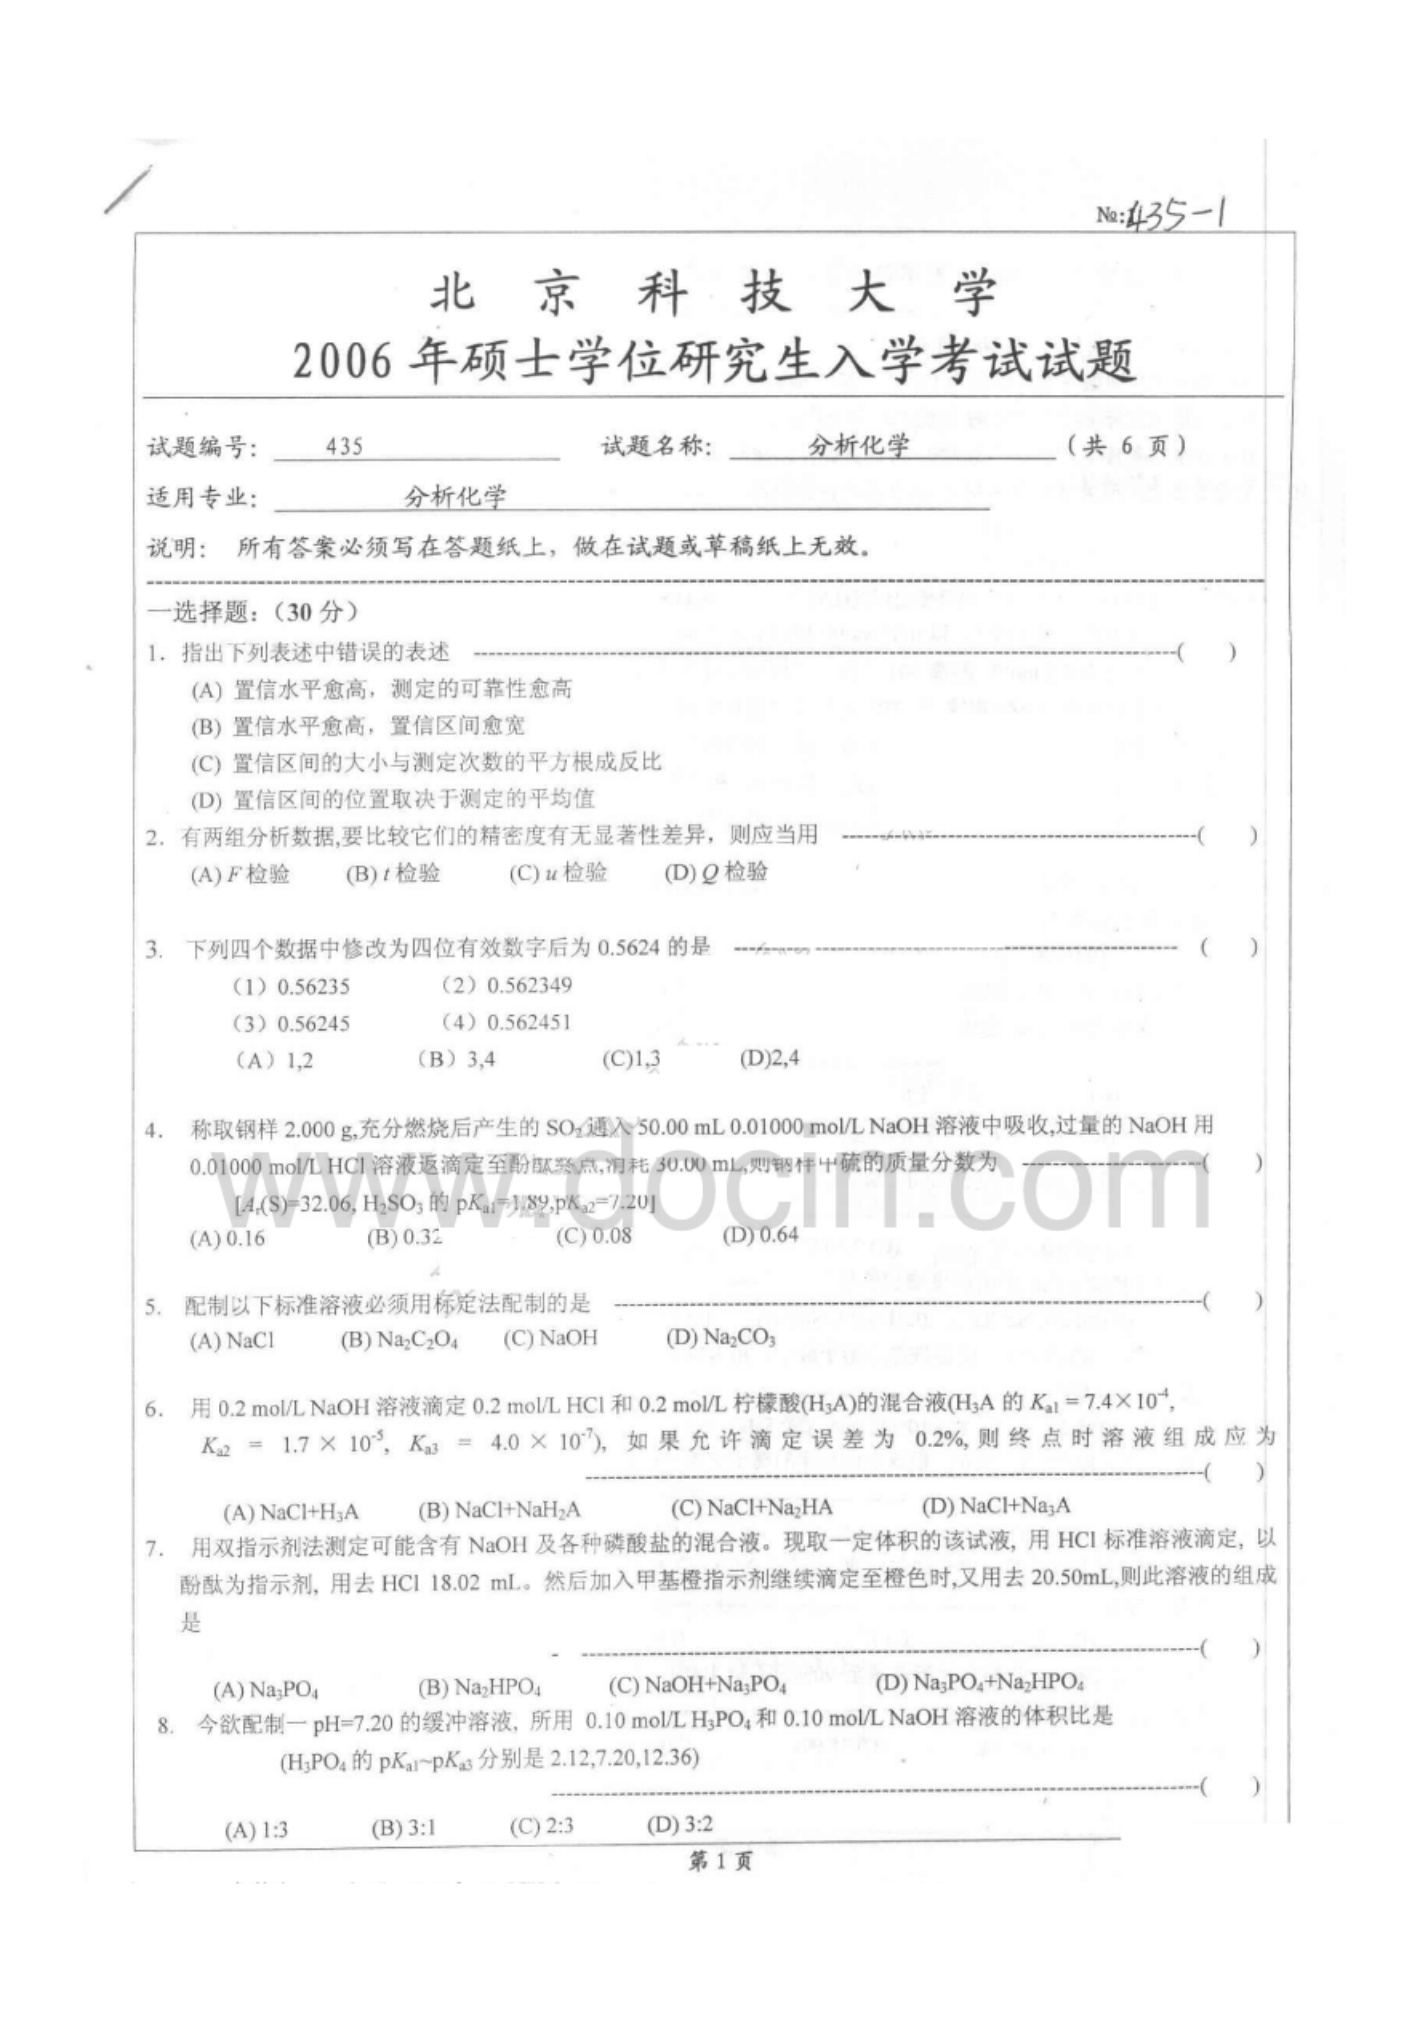 №:435-1
北 京 科 技 大 学
2006 年硕士学位研究生入学考试试题
试题编号: 435 试题名称: 分析化学 (共 6 页)
适用专业: 分析化学
说明: 所有答案必须写在答题纸上,做在试题或草稿纸上无效。
一选择题:(30 分)
1. 指出下列表述中错误的表述 ( )
(A) 置信水平愈高,测定的可靠性愈高
(B) 置信水平愈高,置信区间愈宽
(C) 置信区间的大小与测定次数的平方根成反比
(D) 置信区间的位置取决于测定的平均值
2. 有两组分析数据,要比较它们的精密度有无显著性差异,则应当用 ( )
(A) F 检验 (B) t 检验 (C) u 检验 (D) Q 检验
3. 下列四个数据中修改为四位有效数字后为 0.5624 的是 ( )
(1) 0.56235 (2) 0.562349
(3) 0.56245 (4) 0.562451
(A) 1,2 (B) 3,4 (C)1,3 (D)2,4
4. 称取钢样 2.000 g,充分燃烧后产生的 SO₂通入 50.00 mL 0.01000 mol/L NaOH 溶液中吸收,过量的 NaOH 用
0.01000 mol/L HCl 溶液返滴定至酚酞终点,消耗 30.00 mL,则钢样中硫的质量分数为 ( )
[Aᵣ(S)=32.06, H₂SO₃ 的 pKₐ₁=1.89,pKₐ₂=7.20]
(A) 0.16 (B) 0.32 (C) 0.08 (D) 0.64
www.docin.com
5. 配制以下标准溶液必须用标定法配制的是 ( )
(A) NaCl (B) Na₂C₂O₄ (C) NaOH (D) Na₂CO₃
6. 用 0.2 mol/L NaOH 溶液滴定 0.2 mol/L HCl 和 0.2 mol/L 柠檬酸(H₃A)的混合液(H₃A 的 Kₐ₁ = 7.4×10⁻⁴,
Kₐ₂ = 1.7 × 10⁻⁵, Kₐ₃ = 4.0 × 10⁻⁷), 如果允许滴定误差为 0.2%, 则终点时溶液组成应为
( )
(A) NaCl+H₃A (B) NaCl+NaH₂A (C) NaCl+Na₂HA (D) NaCl+Na₃A
7. 用双指示剂法测定可能含有 NaOH 及各种磷酸盐的混合液。现取一定体积的该试液, 用 HCl 标准溶液滴定, 以
酚酞为指示剂, 用去 HCl 18.02 mL。然后加入甲基橙指示剂继续滴定至橙色时,又用去 20.50mL,则此溶液的组成
是
( )
(A) Na₃PO₄ (B) Na₂HPO₄ (C) NaOH+Na₃PO₄ (D) Na₃PO₄+Na₂HPO₄
8. 今欲配制一 pH=7.20 的缓冲溶液, 所用 0.10 mol/L H₃PO₄ 和 0.10 mol/L NaOH 溶液的体积比是
(H₃PO₄ 的 pKₐ₁~pKₐ₃ 分别是 2.12,7.20,12.36)
( )
(A) 1:3 (B) 3:1 (C) 2:3 (D) 3:2
第 1 页